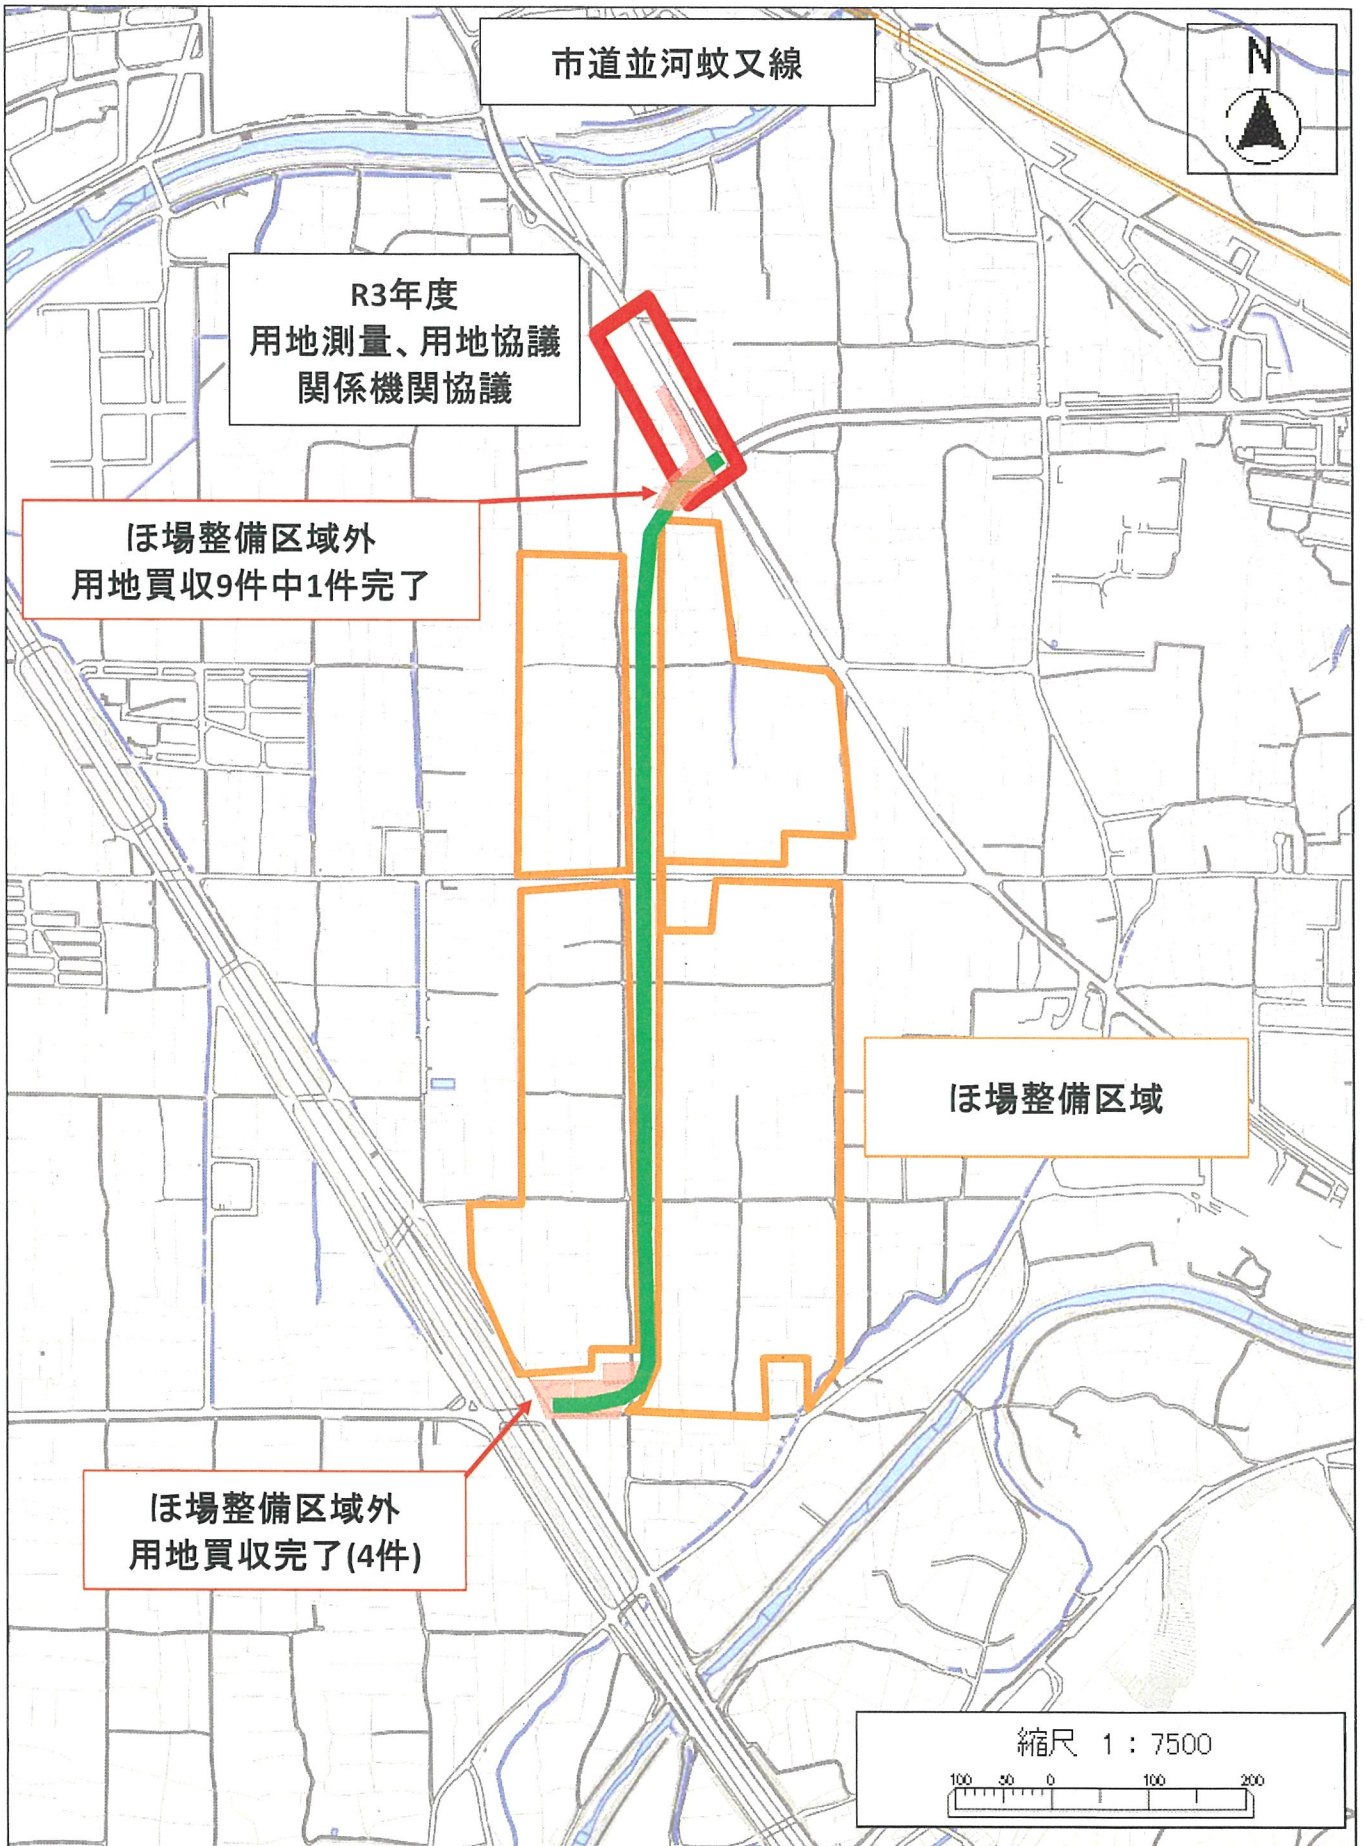 市道並河蚊又線
N
R3年度
用地測量、用地協議
関係機関協議
ほ場整備区域外
用地買収9件中1件完了
ほ場整備区域
ほ場整備区域外
用地買収完了(4件)
縮尺 1：7500
100 50 0 100 200